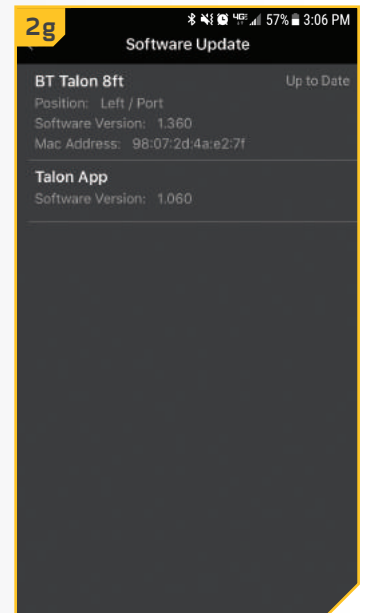 2g
4GE 57% 3:06 PM
Software Update
BT Talon 8ft Up to Date
Position: Left / Port
Software Version: 1.360
Mac Address: 98:07:2d:4a:e2:7f
Talon App
Software Version: 1.060